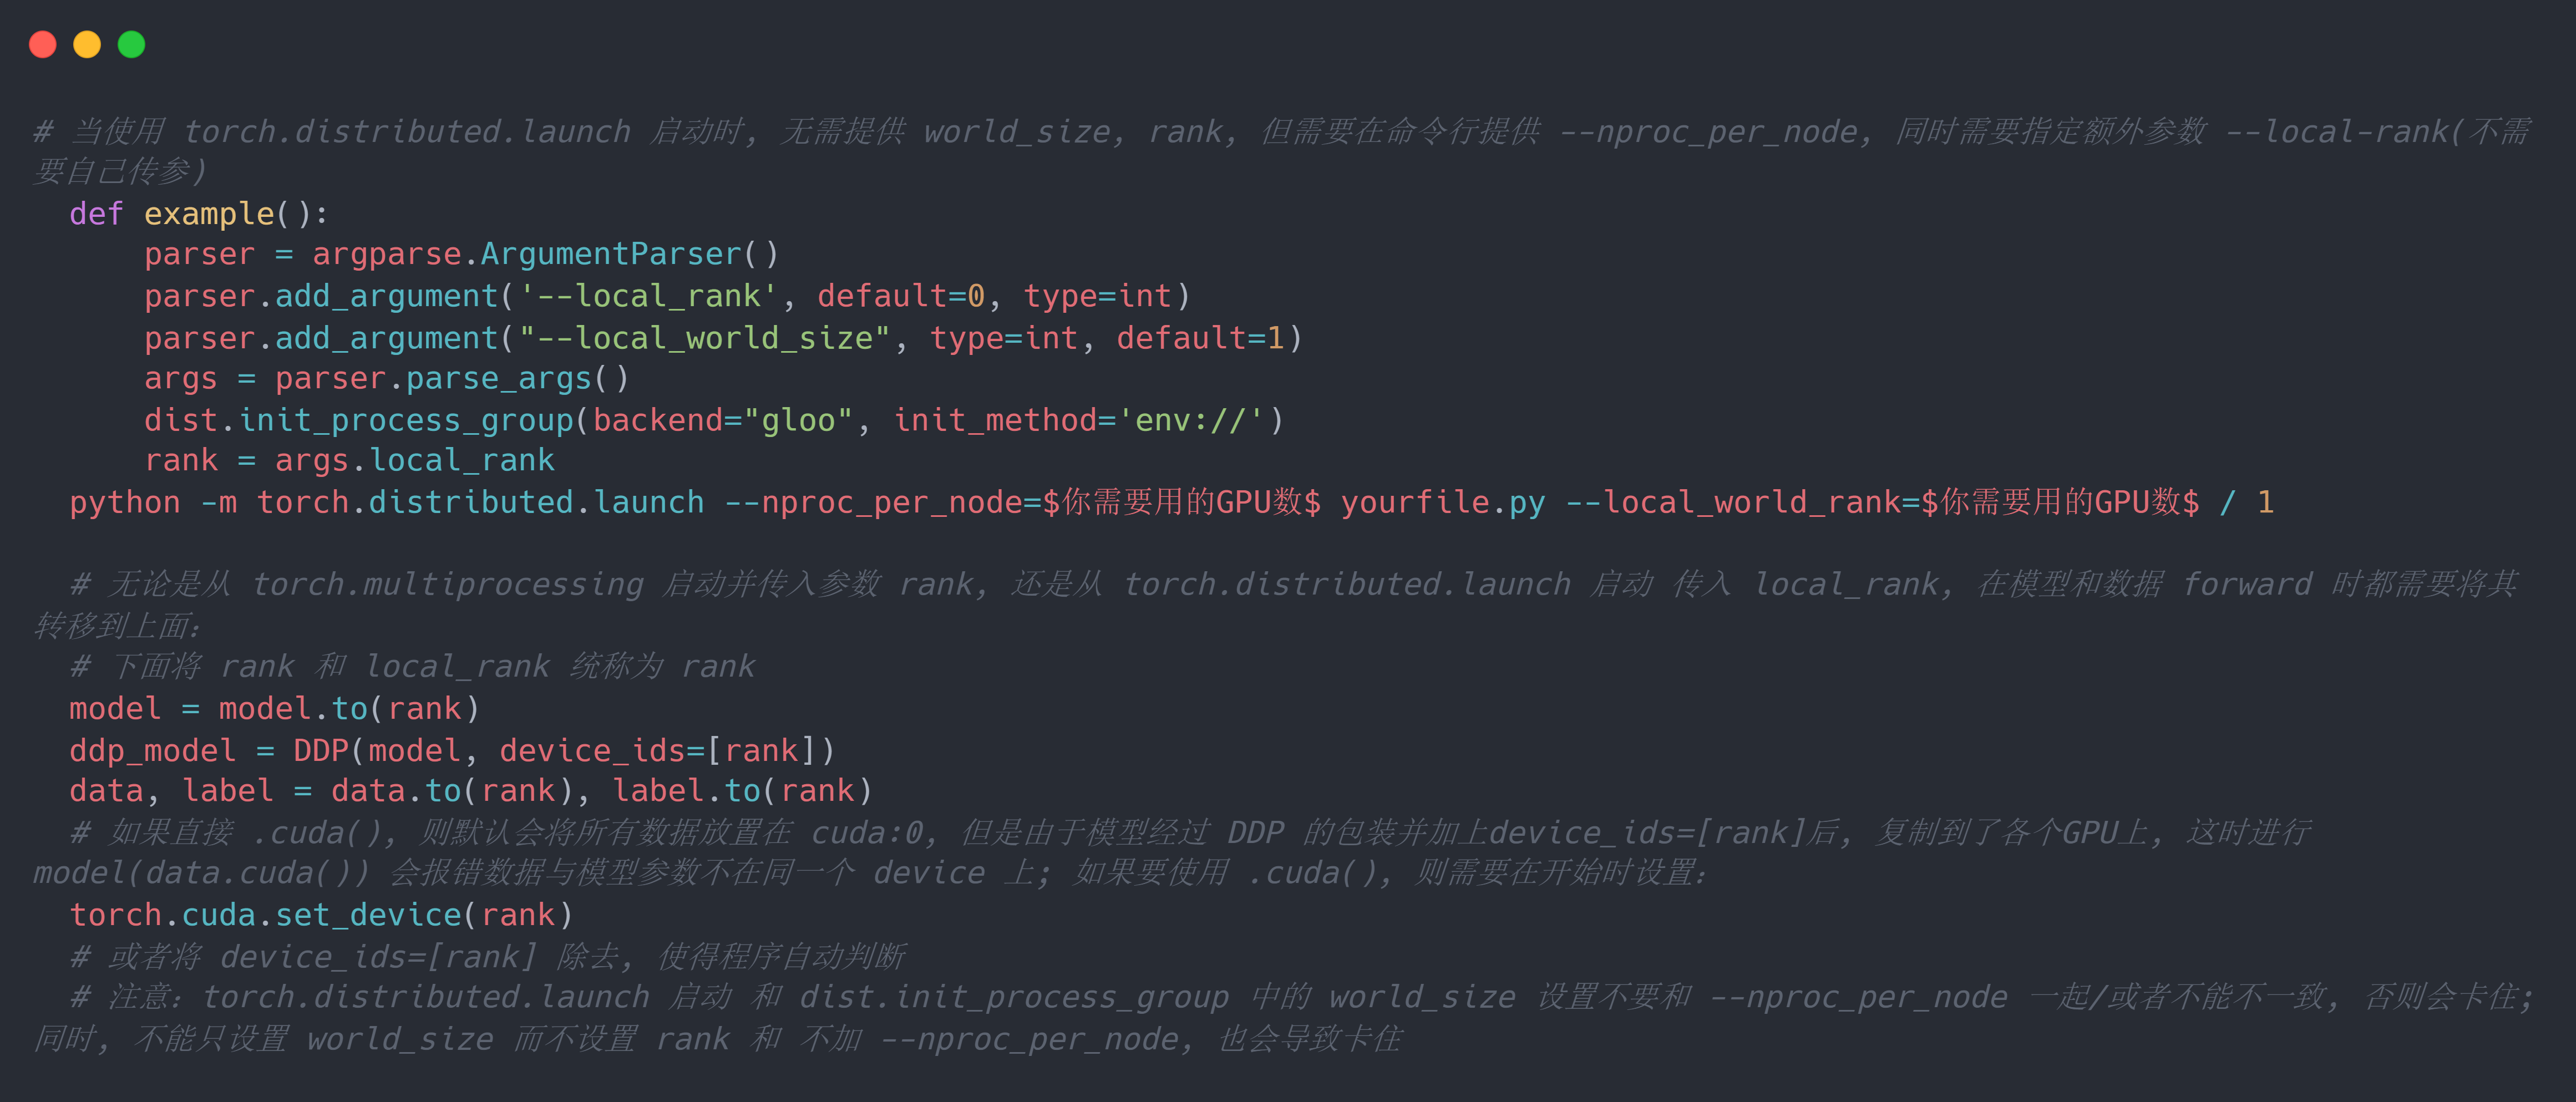 # 当使用 torch.distributed.launch 启动时, 无需提供 world_size, rank, 但需要在命令行提供 --nproc_per_node, 同时需要指定额外参数 --local-rank(不需
要自己传参)
def example():
parser = argparse.ArgumentParser()
parser.add_argument('--local_rank', default=0, type=int)
parser.add_argument("--local_world_size", type=int, default=1)
args = parser.parse_args()
dist.init_process_group(backend="gloo", init_method='env://')
rank = args.local_rank
python -m torch.distributed.launch --nproc_per_node=$你需要用的GPU数$ yourfile.py --local_world_rank=$你需要用的GPU数$ / 1
# 无论是从 torch.multiprocessing 启动并传入参数 rank, 还是从 torch.distributed.launch 启动 传入 local_rank, 在模型和数据 forward 时都需要将其
转移到上面:
# 下面将 rank 和 local_rank 统称为 rank
model = model.to(rank)
ddp_model = DDP(model, device_ids=[rank])
data, label = data.to(rank), label.to(rank)
# 如果直接 .cuda(), 则默认会将所有数据放置在 cuda:0, 但是由于模型经过 DDP 的包装并加上device_ids=[rank]后, 复制到了各个GPU上, 这时进行
model(data.cuda()) 会报错数据与模型参数不在同一个 device 上; 如果要使用 .cuda(), 则需要在开始时设置:
torch.cuda.set_device(rank)
# 或者将 device_ids=[rank] 除去, 使得程序自动判断
# 注意: torch.distributed.launch 启动 和 dist.init_process_group 中的 world_size 设置不要和 --nproc_per_node 一起/或者不能不一致, 否则会卡住;
同时, 不能只设置 world_size 而不设置 rank 和 不加 --nproc_per_node, 也会导致卡住